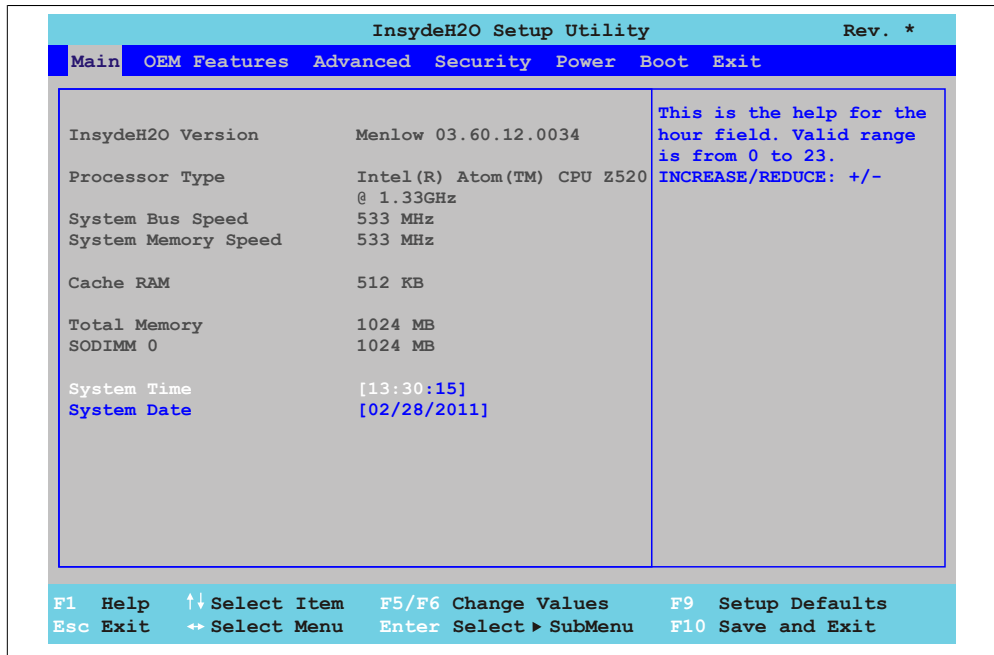 InsydeH2O Setup Utility Rev. *
Main OEM Features Advanced Security Power Boot Exit
InsydeH2O Version Menlow 03.60.12.0034
Processor Type Intel(R) Atom(TM) CPU Z520
@ 1.33GHz
System Bus Speed 533 MHz
System Memory Speed 533 MHz
Cache RAM 512 KB
Total Memory 1024 MB
SODIMM 0 1024 MB
System Time [13:30:15]
System Date [02/28/2011]
This is the help for the
hour field. Valid range
is from 0 to 23.
INCREASE/REDUCE: +/-
F1 Help ↑↓ Select Item F5/F6 Change Values F9 Setup Defaults
Esc Exit ↔ Select Menu Enter Select ▶ SubMenu F10 Save and Exit